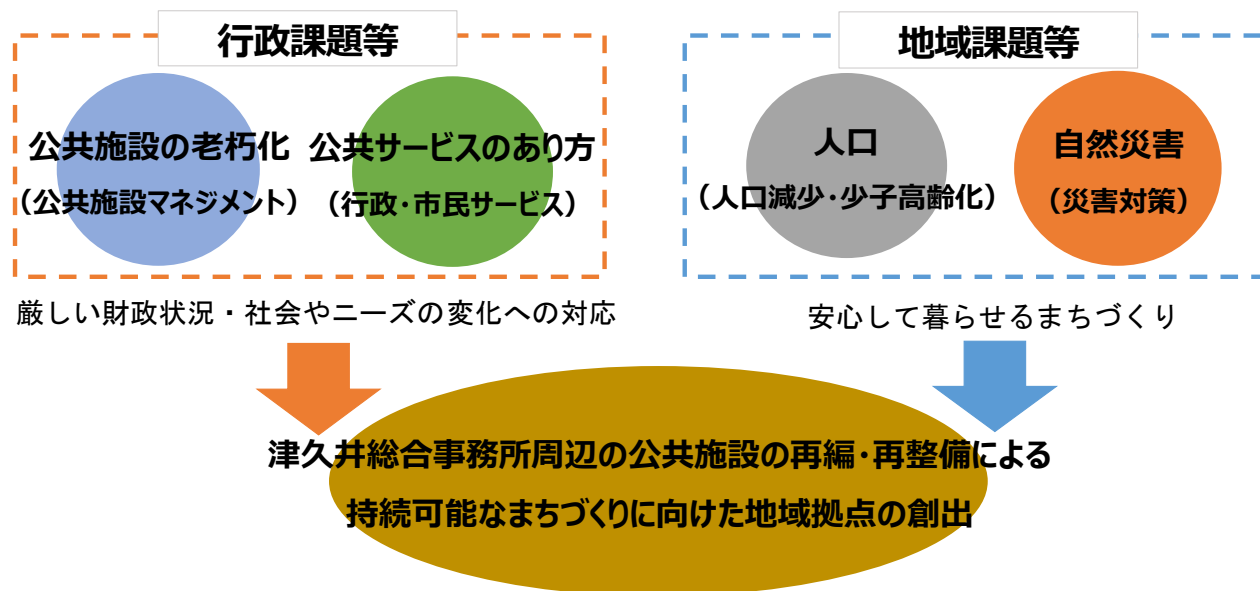 行政課題等
公共施設の老朽化
(公共施設マネジメント)
公共サービスのあり方
(行政・市民サービス)
厳しい財政状況・社会やニーズの変化への対応
地域課題等
人口
(人口減少・少子高齢化)
自然災害
(災害対策)
安心して暮らせるまちづくり
津久井総合事務所周辺の公共施設の再編・再整備による
持続可能なまちづくりに向けた地域拠点の創出